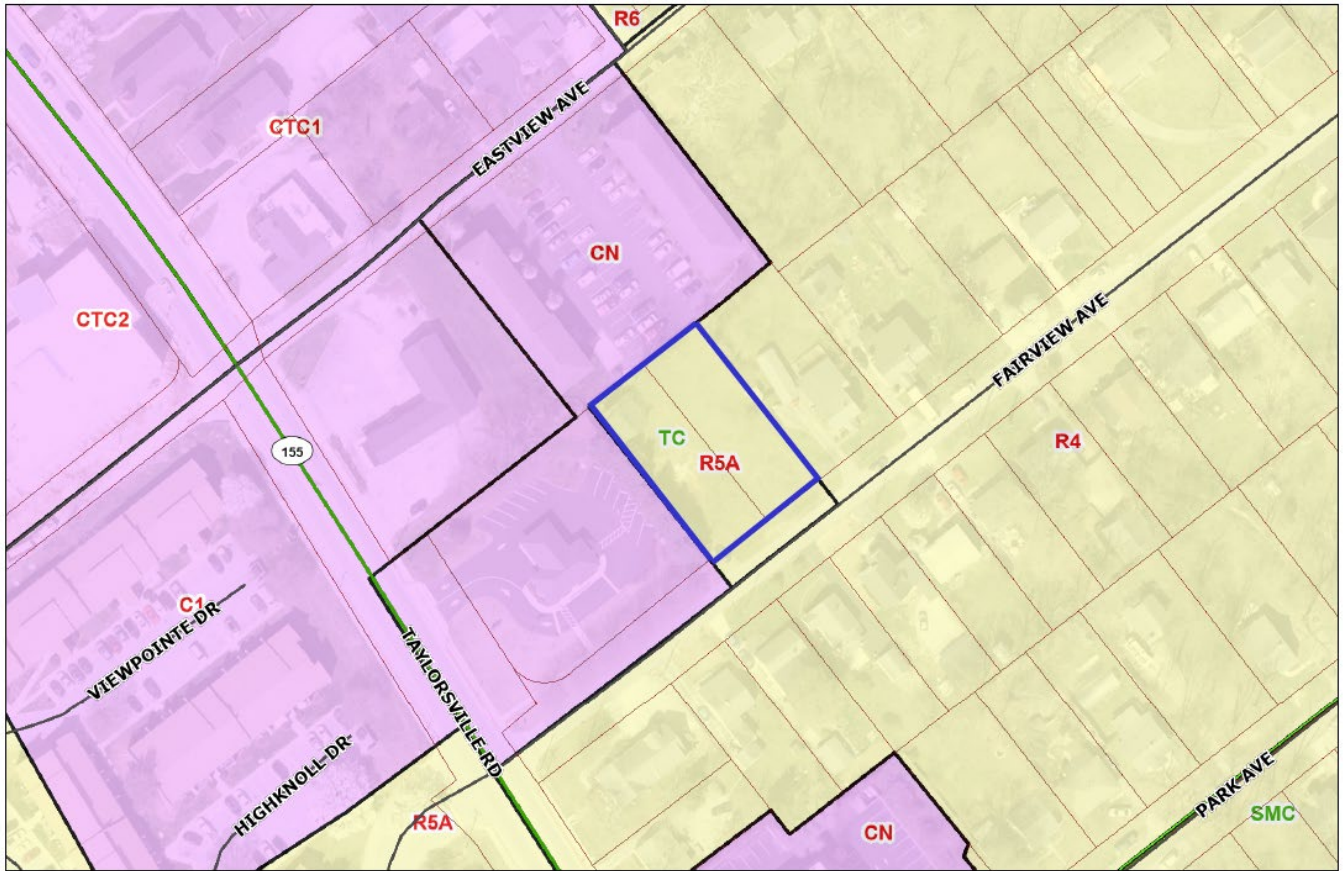 R6
CTC1
EASTVIEW AVE
CN
CTC2
FAIRVIEW AVE
TC
R4
155
R5A
C1
VIEWPOINTE DR
TAYLORSVILLE RD
HIGHKNOLL DR
PARK AVE
SMC
R5A
CN